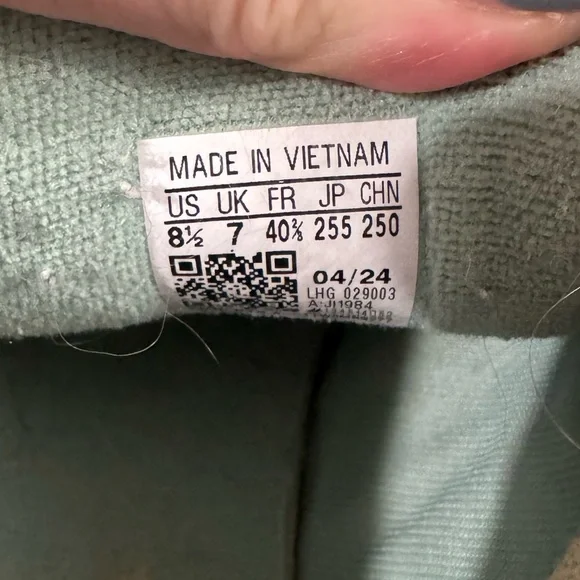 MADE IN VIETNAM
US UK FR JP CHN
8½ 7 40⅔ 255 250
04/24
LHG 029003
A:JI1984